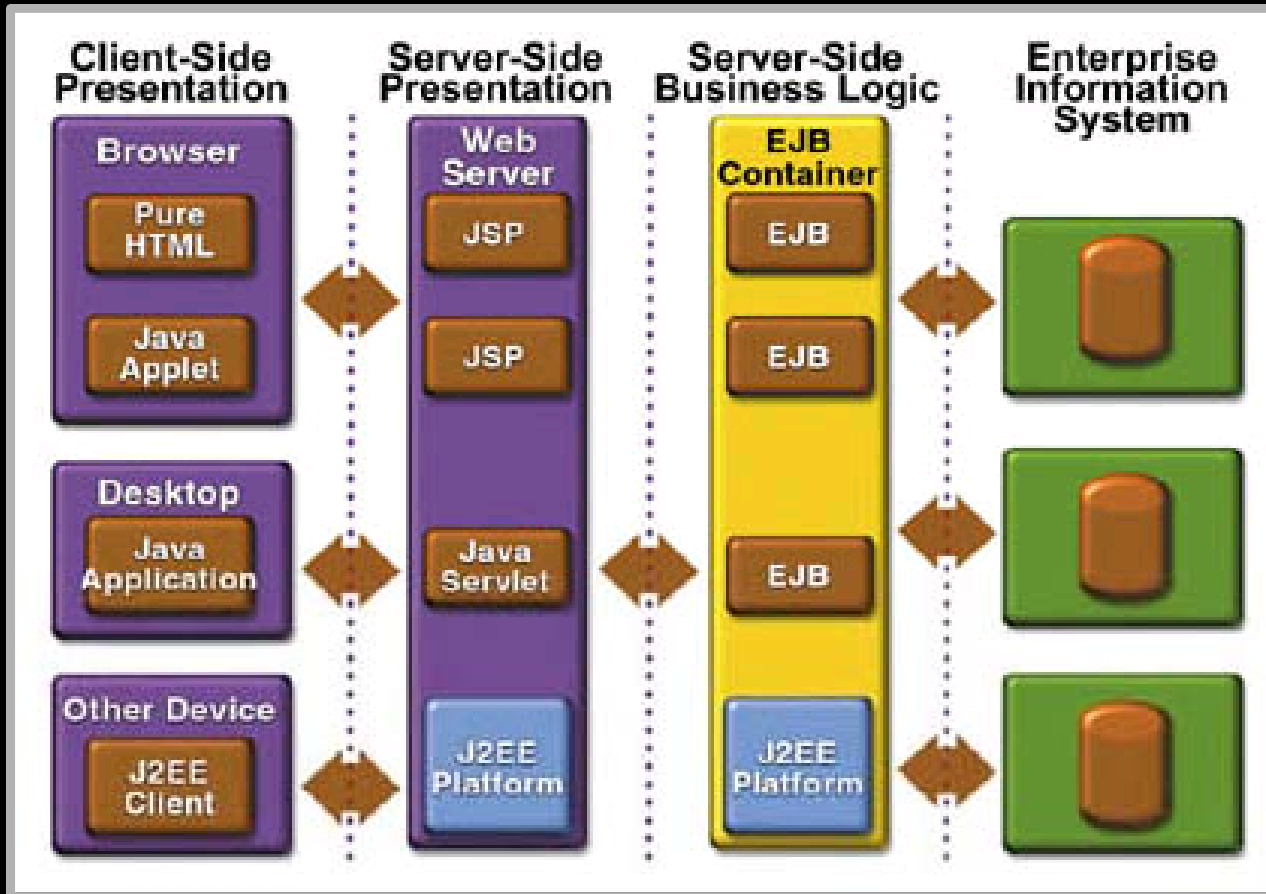 Client-Side
Presentation
Server-Side
Presentation
Server-Side
Business Logic
Enterprise
Information
System
Browser
Pure
HTML
Java
Applet
Desktop
Java
Application
Other Device
J2EE
Client
Web
Server
JSP
JSP
Java
Servlet
J2EE
Platform
EJB
Container
EJB
EJB
EJB
J2EE
Platform